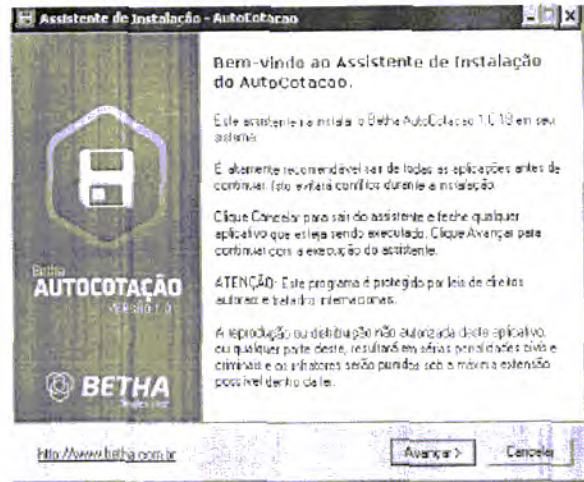 Assistente de Instalação - AutoCotacao
Bem-vindo ao Assistente de Instalação
do AutoCotacao.
Este assistente irá instalar o Betha AutoCotacao 1.0.18 em seu
sistema.
É altamente recomendável sair de todas as aplicações antes de
continuar. Isto evitará conflitos durante a instalação.
Clique Cancelar para sair do assistente e feche qualquer
aplicativo que esteja sendo executado. Clique Avançar para
continuar com a execução do assistente.
ATENÇÃO: Este programa é protegido por leis de direitos
autorais e tratados internacionais.
A reprodução ou distribuição não autorizada deste aplicativo,
ou qualquer parte deste, resultará em sérias penalidades civis e
criminais e os infratores serão punidos sob a máxima extensão
possível dentro da lei.
Betha
AUTOCOTAÇÃO
VERSÃO 1.0
BETHA
http://www.betha.com.br
Avançar >
Cancelar